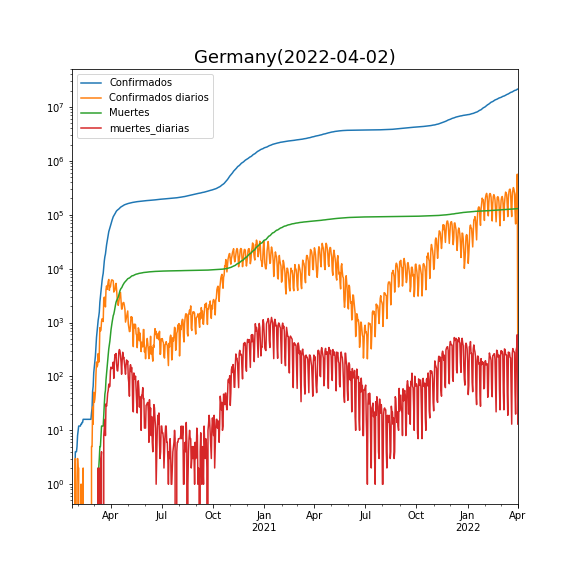 Germany(2022-04-02)
Confirmados
Confirmados diarios
Muertes
muertes_diarias
10^7
10^6
10^5
10^4
10^3
10^2
10^1
10^0
Apr Jul Oct Jan Apr Jul Oct Jan Apr
2021 2022